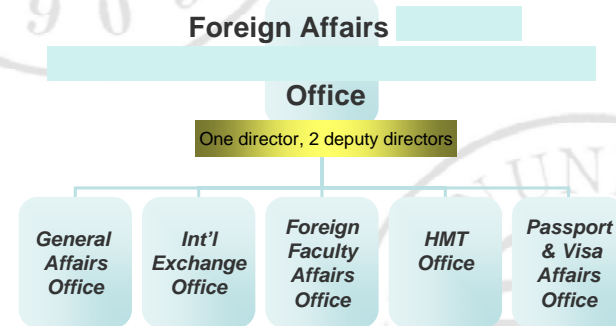 Foreign Affairs
Office
One director, 2 deputy directors
General
Affairs
Office
Int'l
Exchange
Office
Foreign
Faculty
Affairs
Office
HMT
Office
Passport
& Visa
Affairs
Office